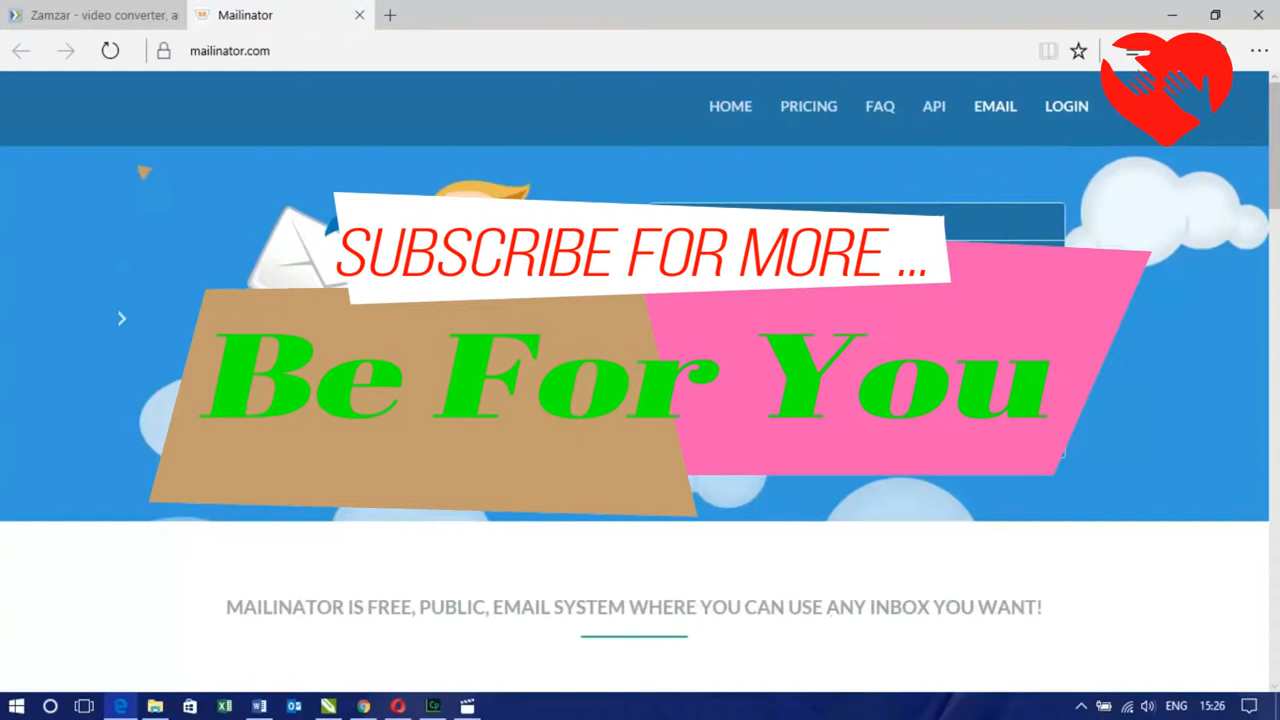 Zamzar - video converter, a
Mailinator
mailinator.com
HOME PRICING FAQ API EMAIL LOGIN
SUBSCRIBE FOR MORE ...
Be For You
MAILINATOR IS FREE, PUBLIC, EMAIL SYSTEM WHERE YOU CAN USE ANY INBOX YOU WANT!
Cp
ENG 15:26